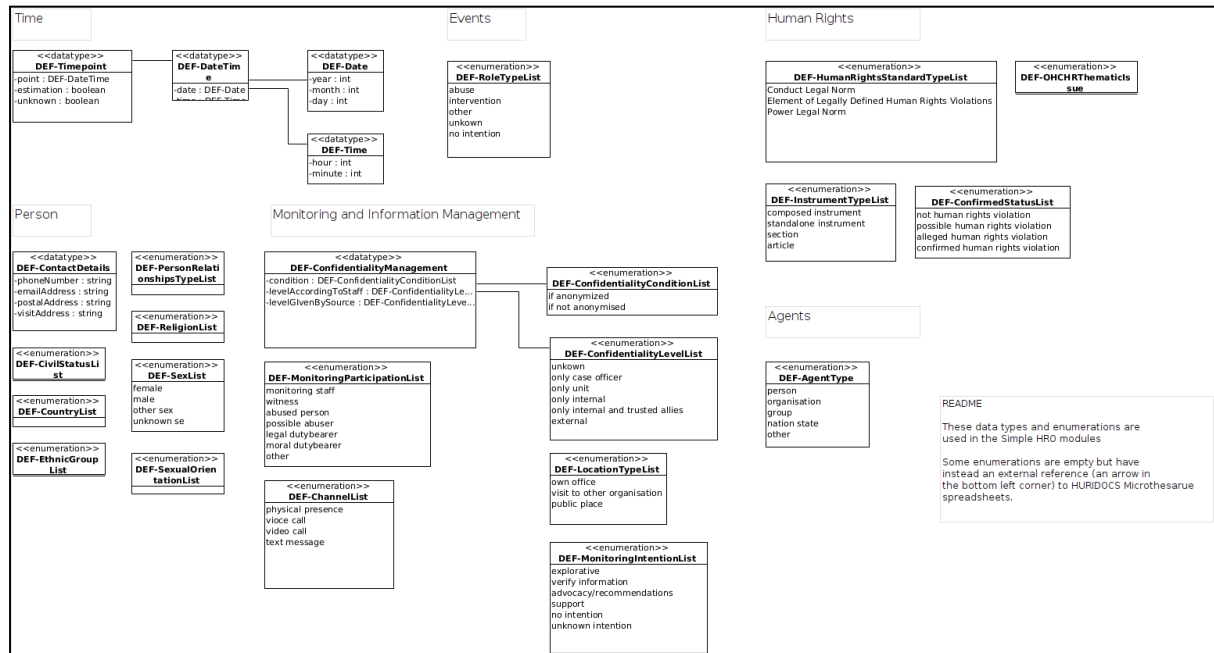 Time
<<datatype>>
DEF-Timepoint
-point : DEF-DateTime
-estimation : boolean
-unknown : boolean
<<datatype>>
DEF-DateTim
e
-date : DEF-Date
-time : DEF-Time
<<datatype>>
DEF-Date
-year : int
-month : int
-day : int
<<datatype>>
DEF-Time
-hour : int
-minute : int
Events
<<enumeration>>
DEF-RoleTypeList
abuse
intervention
other
unkown
no intention
Human Rights
<<enumeration>>
DEF-HumanRightsStandardTypeList
Conduct Legal Norm
Element of Legally Defined Human Rights Violations
Power Legal Norm
<<enumeration>>
DEF-OHCHRThematicIs
sue
<<enumeration>>
DEF-InstrumentTypeList
composed instrument
standalone instrument
section
article
<<enumeration>>
DEF-ConfirmedStatusList
not human rights violation
possible human rights violation
alleged human rights violation
confirmed human rights violation
Person
<<datatype>>
DEF-ContactDetails
-phoneNumber : string
-emailAddress : string
-postalAddress : string
-visitAddress : string
<<enumeration>>
DEF-PersonRelati
onshipsTypeList
<<enumeration>>
DEF-ReligionList
<<enumeration>>
DEF-CivilStatusLi
st
<<enumeration>>
DEF-SexList
female
male
other sex
unknown se
<<enumeration>>
DEF-CountryList
<<enumeration>>
DEF-EthnicGroup
List
<<enumeration>>
DEF-SexualOrien
tationList
Monitoring and Information Management
<<datatype>>
DEF-ConfidentialityManagement
-condition : DEF-ConfidentialityConditionList
-levelAccordingToStaff : DEF-ConfidentialityLe...
-levelGIvenBySource : DEF-ConfidentialityLeve...
<<enumeration>>
DEF-ConfidentialityConditionList
if anonymized
if not anonymised
<<enumeration>>
DEF-ConfidentialityLevelList
unkown
only case officer
only unit
only internal
only internal and trusted allies
external
<<enumeration>>
DEF-MonitoringParticipationList
monitoring staff
witness
abused person
possible abuser
legal dutybearer
moral dutybearer
other
<<enumeration>>
DEF-LocationTypeList
own office
visit to other organisation
public place
<<enumeration>>
DEF-ChannelList
physical presence
vioce call
video call
text message
<<enumeration>>
DEF-MonitoringIntentionList
explorative
verify information
advocacy/recommendations
support
no intention
unknown intention
Agents
<<enumeration>>
DEF-AgentType
person
organisation
group
nation state
other
README
These data types and enumerations are
used in the Simple HRO modules
Some enumerations are empty but have
instead an external reference (an arrow in
the bottom left corner) to HURIDOCS Microthesarue
spreadsheets.